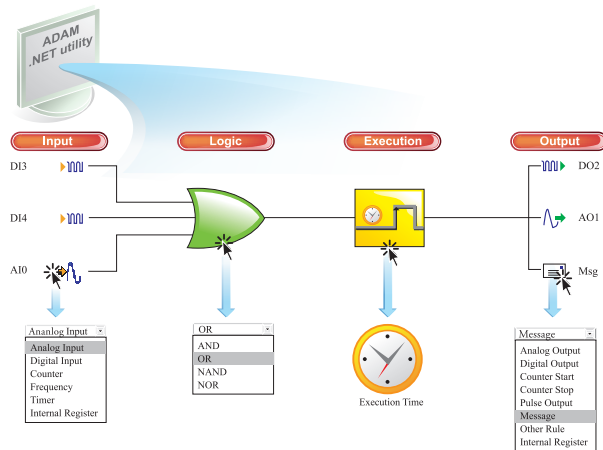 ADAM
.NET utility
Input
Logic
Execution
Output
DI3
DO2
DI4
AO1
AI0
Msg
Ananlog Input
Analog Input
Digital Input
Counter
Frequency
Timer
Internal Register
OR
AND
OR
NAND
NOR
Execution Time
Message
Analog Output
Digital Output
Counter Start
Counter Stop
Pulse Output
Message
Other Rule
Internal Register